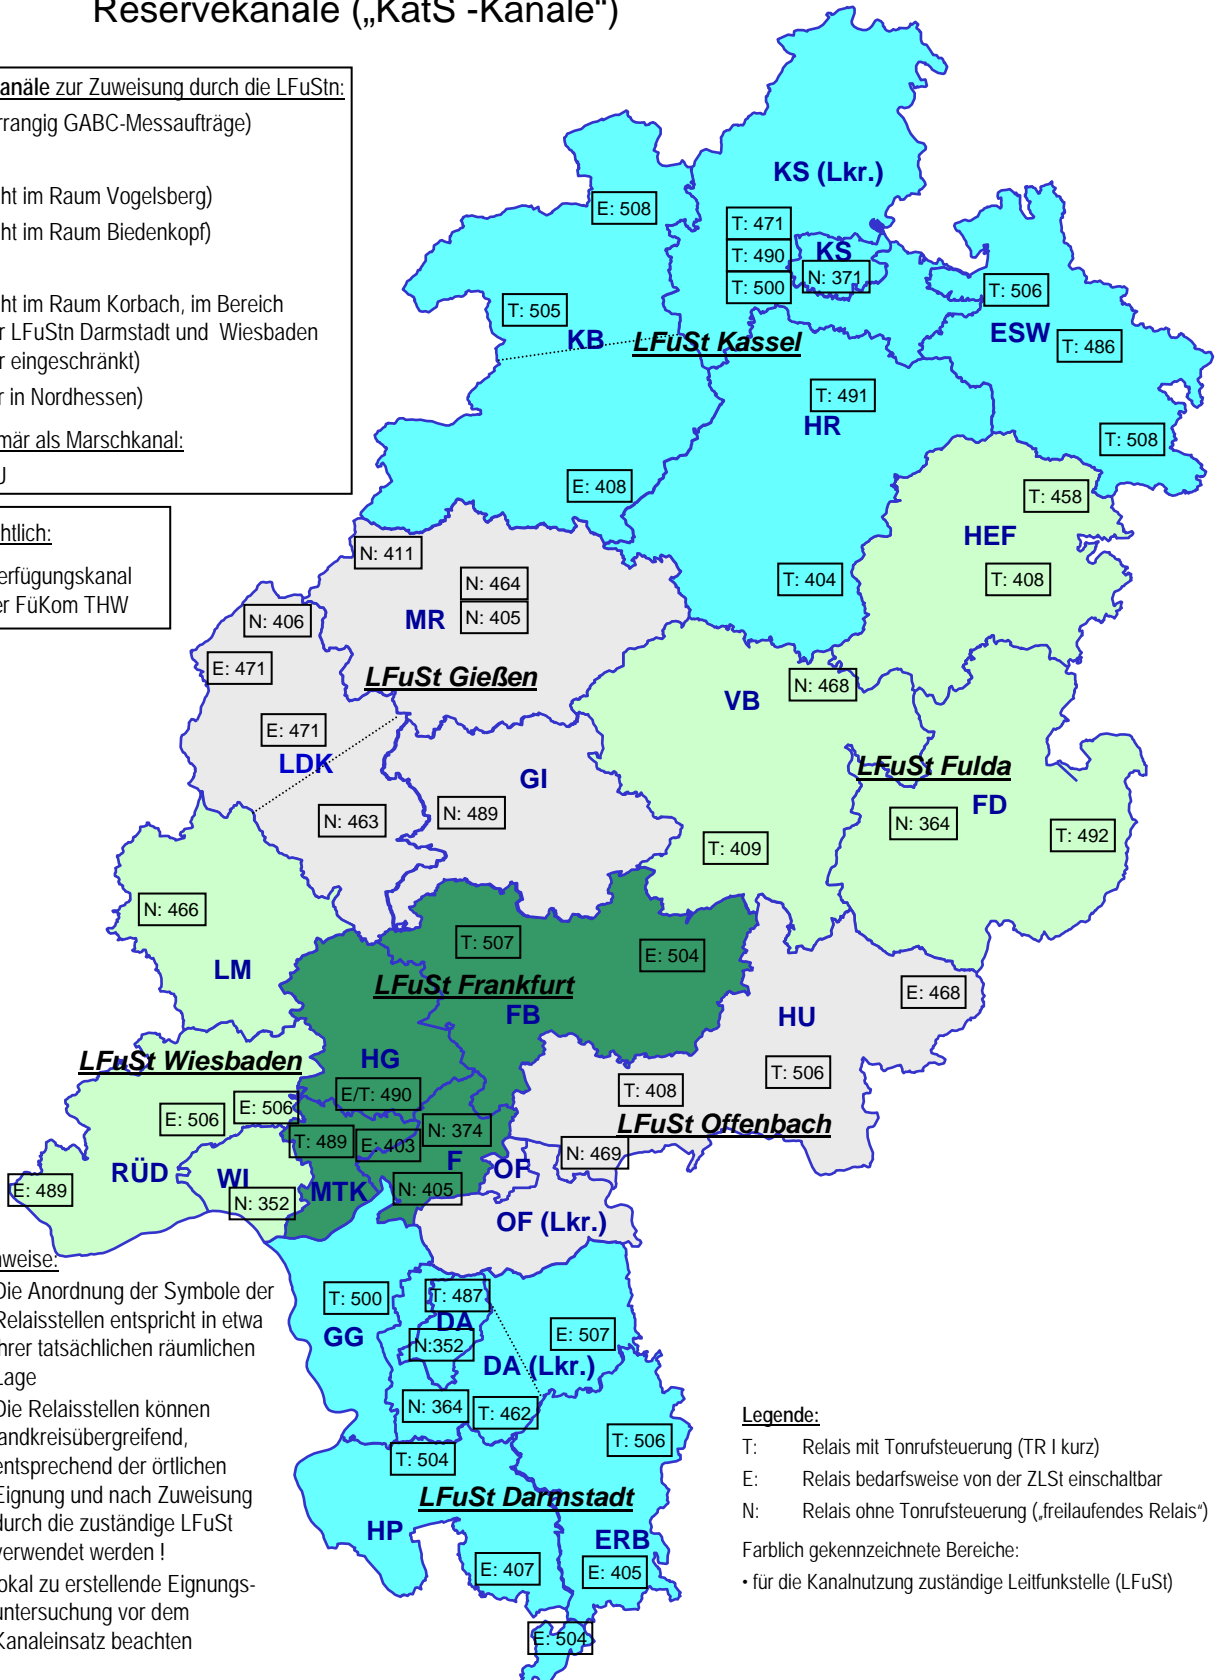 Reservekanäle („KatS -Kanäle“)
anäle zur Zuweisung durch die LFuStn:
rrangig GABC-Messaufträge)
ht im Raum Vogelsberg)
ht im Raum Biedenkopf)
ht im Raum Korbach, im Bereich
r LFuStn Darmstadt und Wiesbaden
r eingeschränkt)
r in Nordhessen)
mär als Marschkanal:
U
htlich:
erfügungskanal
er FüKom THW
KS (Lkr.)
E: 508
T: 471
T: 490
T: 500
KS
N: 371
T: 505
KB
LFuSt Kassel
T: 506
ESW
T: 486
T: 491
HR
T: 508
E: 408
T: 458
HEF
T: 408
T: 404
N: 411
N: 464
N: 405
MR
N: 406
E: 471
LFuSt Gießen
E: 471
LDK
N: 463
GI
N: 489
N: 468
VB
LFuSt Fulda
FD
N: 364
T: 492
T: 409
N: 466
LM
T: 507
E: 504
LFuSt Frankfurt
FB
E: 468
HU
T: 506
LFuSt Wiesbaden
HG
E/T: 490
T: 408
LFuSt Offenbach
E: 506
E: 506
T: 489
E: 403
N: 374
F
N: 469
OF
RÜD
WI
E: 489
N: 352
MTK
N: 405
OF (Lkr.)
T: 500
GG
T: 487
DA
N:352
E: 507
DA (Lkr.)
N: 364
T: 462
T: 506
T: 504
LFuSt Darmstadt
HP
ERB
E: 407
E: 405
E: 504
nweise:
Die Anordnung der Symbole der
Relaisstellen entspricht in etwa
hrer tatsächlichen räumlichen
Lage
Die Relaisstellen können
andkreisübergreifend,
entsprechend der örtlichen
Eignung und nach Zuweisung
durch die zuständige LFuSt
verwendet werden !
okal zu erstellende Eignungs-
untersuchung vor dem
Kanaleinsatz beachten
Legende:
T: Relais mit Tonrufsteuerung (TR I kurz)
E: Relais bedarfsweise von der ZLSt einschaltbar
N: Relais ohne Tonrufsteuerung („freilaufendes Relais“)
Farblich gekennzeichnete Bereiche:
• für die Kanalnutzung zuständige Leitfunkstelle (LFuSt)